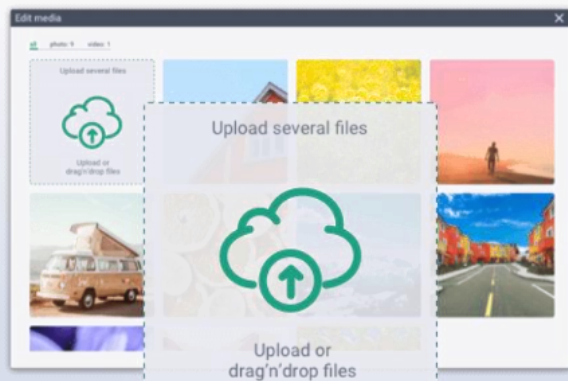 Edit media
all photo: 9 video: 1
Upload several files
Upload or
drag'n'drop files
Upload several files
Upload or
drag'n'drop files